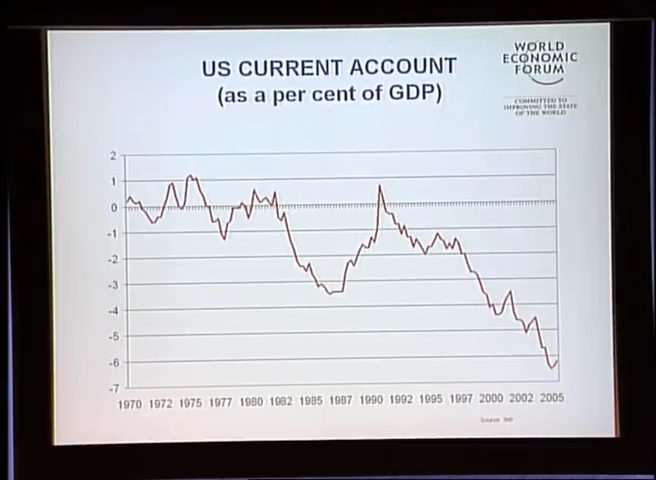 US CURRENT ACCOUNT
(as a per cent of GDP)
WORLD
ECONOMIC
FORUM
COMMITTED TO
IMPROVING THE STATE
OF THE WORLD
2
1
0
-1
-2
-3
-4
-5
-6
-7
1970 1972 1975 1977 1980 1982 1985 1987 1990 1992 1995 1997 2000 2002 2005
Source: IMF